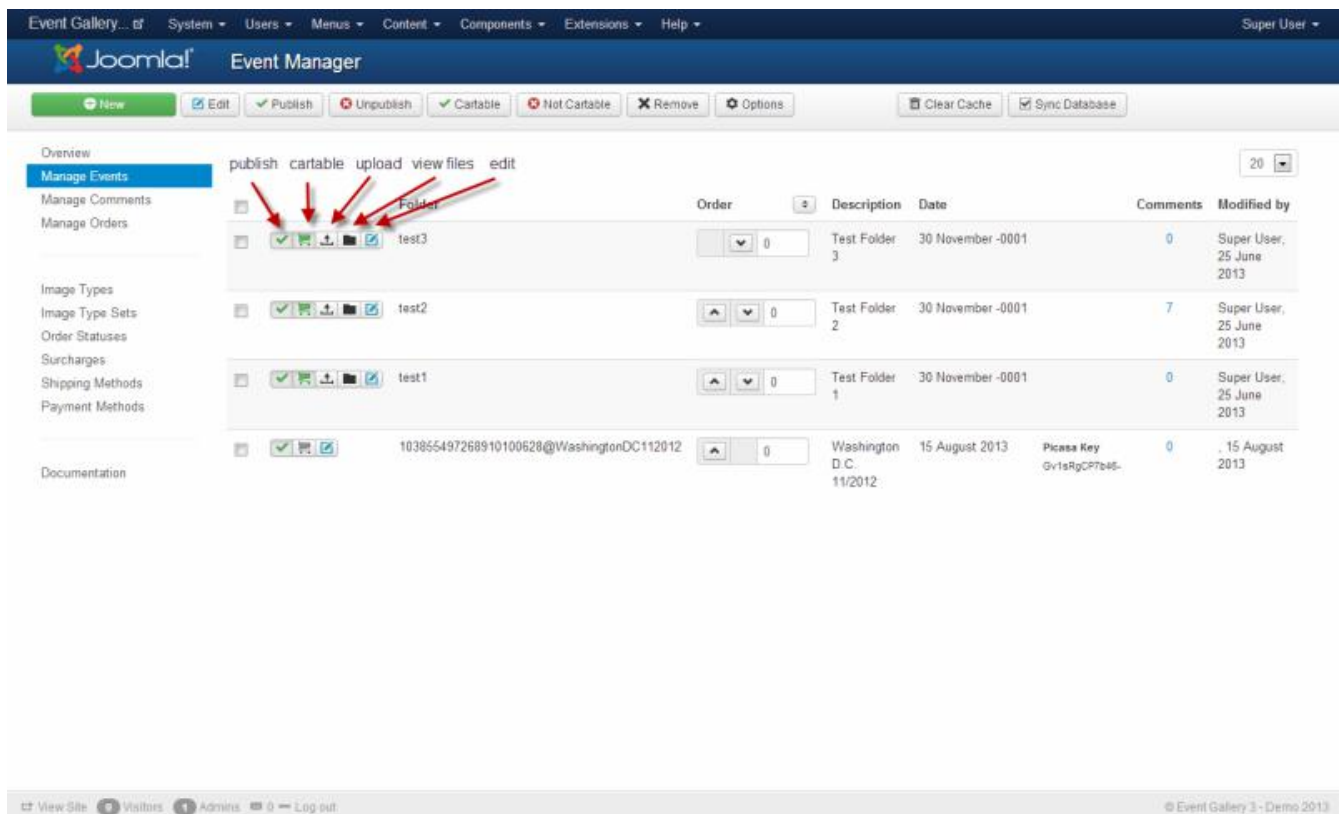 Event Gallery... System Users Menus Content Components Extensions Help Super User
Joomla! Event Manager
New Edit Publish Unpublish Cartable Not Cartable Remove Options Clear Cache Sync Database
Overview
Manage Events
Manage Comments
Manage Orders
Image Types
Image Type Sets
Order Statuses
Surcharges
Shipping Methods
Payment Methods
Documentation
publish cartable upload view files edit
20
Folder Order Description Date Comments Modified by
test3 0 Test Folder 30 November -0001 0 Super User,
3 25 June
2013
test2 0 Test Folder 30 November -0001 7 Super User,
2 25 June
2013
test1 0 Test Folder 30 November -0001 0 Super User,
1 25 June
2013
103855497268910100628@WashingtonDC112012 0 Washington 15 August 2013 Picasa Key 0 , 15 August
D.C. Gv1sRgCP7b46- 2013
11/2012
View Site 0 Visitors 1 Admins 0 Log out © Event Gallery 3 - Demo 2013